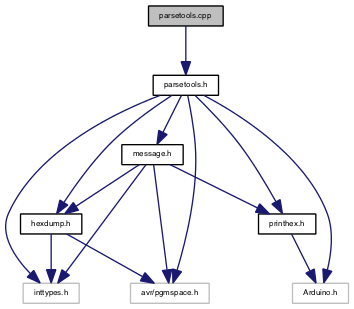 parsetools.cpp
parsetools.h
message.h
hexdump.h
printhex.h
inttypes.h
avr/pgmspace.h
Arduino.h